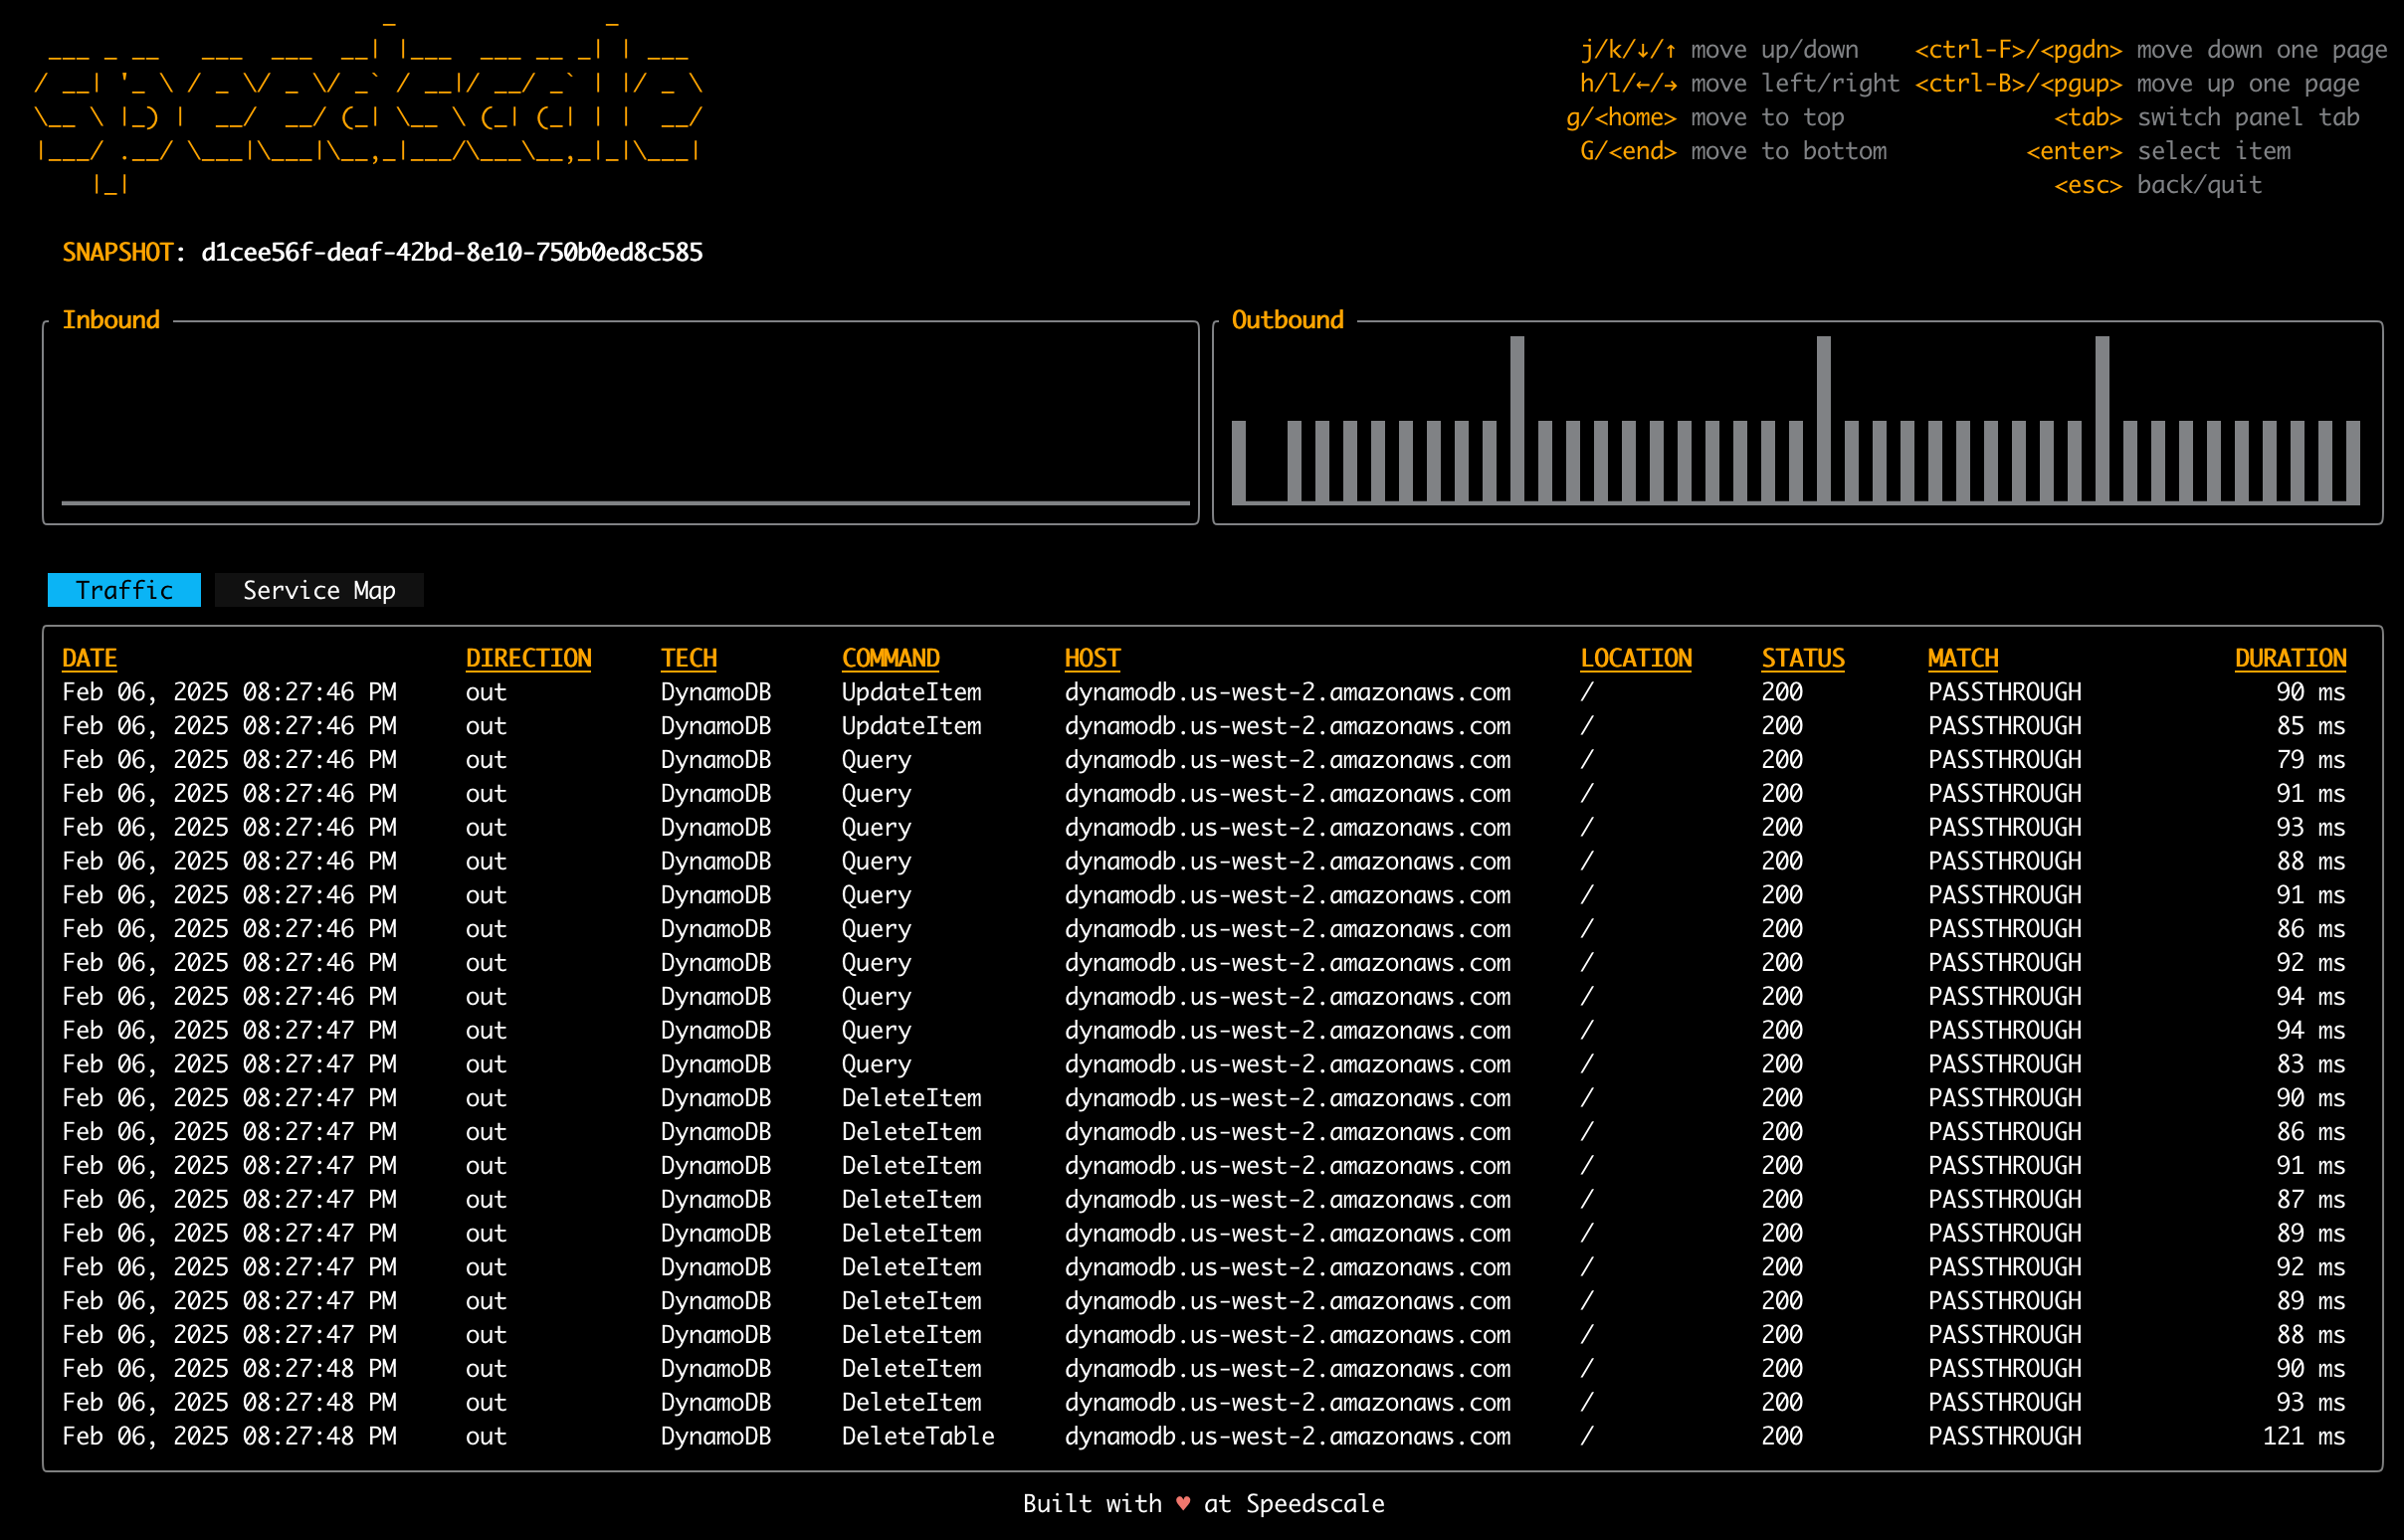 speedscale
j/k/↓/↑ move up/down <ctrl-F>/<pgdn> move down one page
h/l/←/→ move left/right <ctrl-B>/<pgup> move up one page
g/<home> move to top <tab> switch panel tab
G/<end> move to bottom <enter> select item
<esc> back/quit
SNAPSHOT: d1cee56f-deaf-42bd-8e10-750b0ed8c585
Inbound Outbound
Traffic Service Map
DATE DIRECTION TECH COMMAND HOST LOCATION STATUS MATCH DURATION
Feb 06, 2025 08:27:46 PM out DynamoDB UpdateItem dynamodb.us-west-2.amazonaws.com / 200 PASSTHROUGH 90 ms
Feb 06, 2025 08:27:46 PM out DynamoDB UpdateItem dynamodb.us-west-2.amazonaws.com / 200 PASSTHROUGH 85 ms
Feb 06, 2025 08:27:46 PM out DynamoDB Query dynamodb.us-west-2.amazonaws.com / 200 PASSTHROUGH 79 ms
Feb 06, 2025 08:27:46 PM out DynamoDB Query dynamodb.us-west-2.amazonaws.com / 200 PASSTHROUGH 91 ms
Feb 06, 2025 08:27:46 PM out DynamoDB Query dynamodb.us-west-2.amazonaws.com / 200 PASSTHROUGH 93 ms
Feb 06, 2025 08:27:46 PM out DynamoDB Query dynamodb.us-west-2.amazonaws.com / 200 PASSTHROUGH 88 ms
Feb 06, 2025 08:27:46 PM out DynamoDB Query dynamodb.us-west-2.amazonaws.com / 200 PASSTHROUGH 91 ms
Feb 06, 2025 08:27:46 PM out DynamoDB Query dynamodb.us-west-2.amazonaws.com / 200 PASSTHROUGH 86 ms
Feb 06, 2025 08:27:46 PM out DynamoDB Query dynamodb.us-west-2.amazonaws.com / 200 PASSTHROUGH 92 ms
Feb 06, 2025 08:27:46 PM out DynamoDB Query dynamodb.us-west-2.amazonaws.com / 200 PASSTHROUGH 94 ms
Feb 06, 2025 08:27:47 PM out DynamoDB Query dynamodb.us-west-2.amazonaws.com / 200 PASSTHROUGH 94 ms
Feb 06, 2025 08:27:47 PM out DynamoDB Query dynamodb.us-west-2.amazonaws.com / 200 PASSTHROUGH 83 ms
Feb 06, 2025 08:27:47 PM out DynamoDB DeleteItem dynamodb.us-west-2.amazonaws.com / 200 PASSTHROUGH 90 ms
Feb 06, 2025 08:27:47 PM out DynamoDB DeleteItem dynamodb.us-west-2.amazonaws.com / 200 PASSTHROUGH 86 ms
Feb 06, 2025 08:27:47 PM out DynamoDB DeleteItem dynamodb.us-west-2.amazonaws.com / 200 PASSTHROUGH 91 ms
Feb 06, 2025 08:27:47 PM out DynamoDB DeleteItem dynamodb.us-west-2.amazonaws.com / 200 PASSTHROUGH 87 ms
Feb 06, 2025 08:27:47 PM out DynamoDB DeleteItem dynamodb.us-west-2.amazonaws.com / 200 PASSTHROUGH 89 ms
Feb 06, 2025 08:27:47 PM out DynamoDB DeleteItem dynamodb.us-west-2.amazonaws.com / 200 PASSTHROUGH 92 ms
Feb 06, 2025 08:27:47 PM out DynamoDB DeleteItem dynamodb.us-west-2.amazonaws.com / 200 PASSTHROUGH 89 ms
Feb 06, 2025 08:27:47 PM out DynamoDB DeleteItem dynamodb.us-west-2.amazonaws.com / 200 PASSTHROUGH 88 ms
Feb 06, 2025 08:27:48 PM out DynamoDB DeleteItem dynamodb.us-west-2.amazonaws.com / 200 PASSTHROUGH 90 ms
Feb 06, 2025 08:27:48 PM out DynamoDB DeleteItem dynamodb.us-west-2.amazonaws.com / 200 PASSTHROUGH 93 ms
Feb 06, 2025 08:27:48 PM out DynamoDB DeleteTable dynamodb.us-west-2.amazonaws.com / 200 PASSTHROUGH 121 ms
Built with ♥ at Speedscale